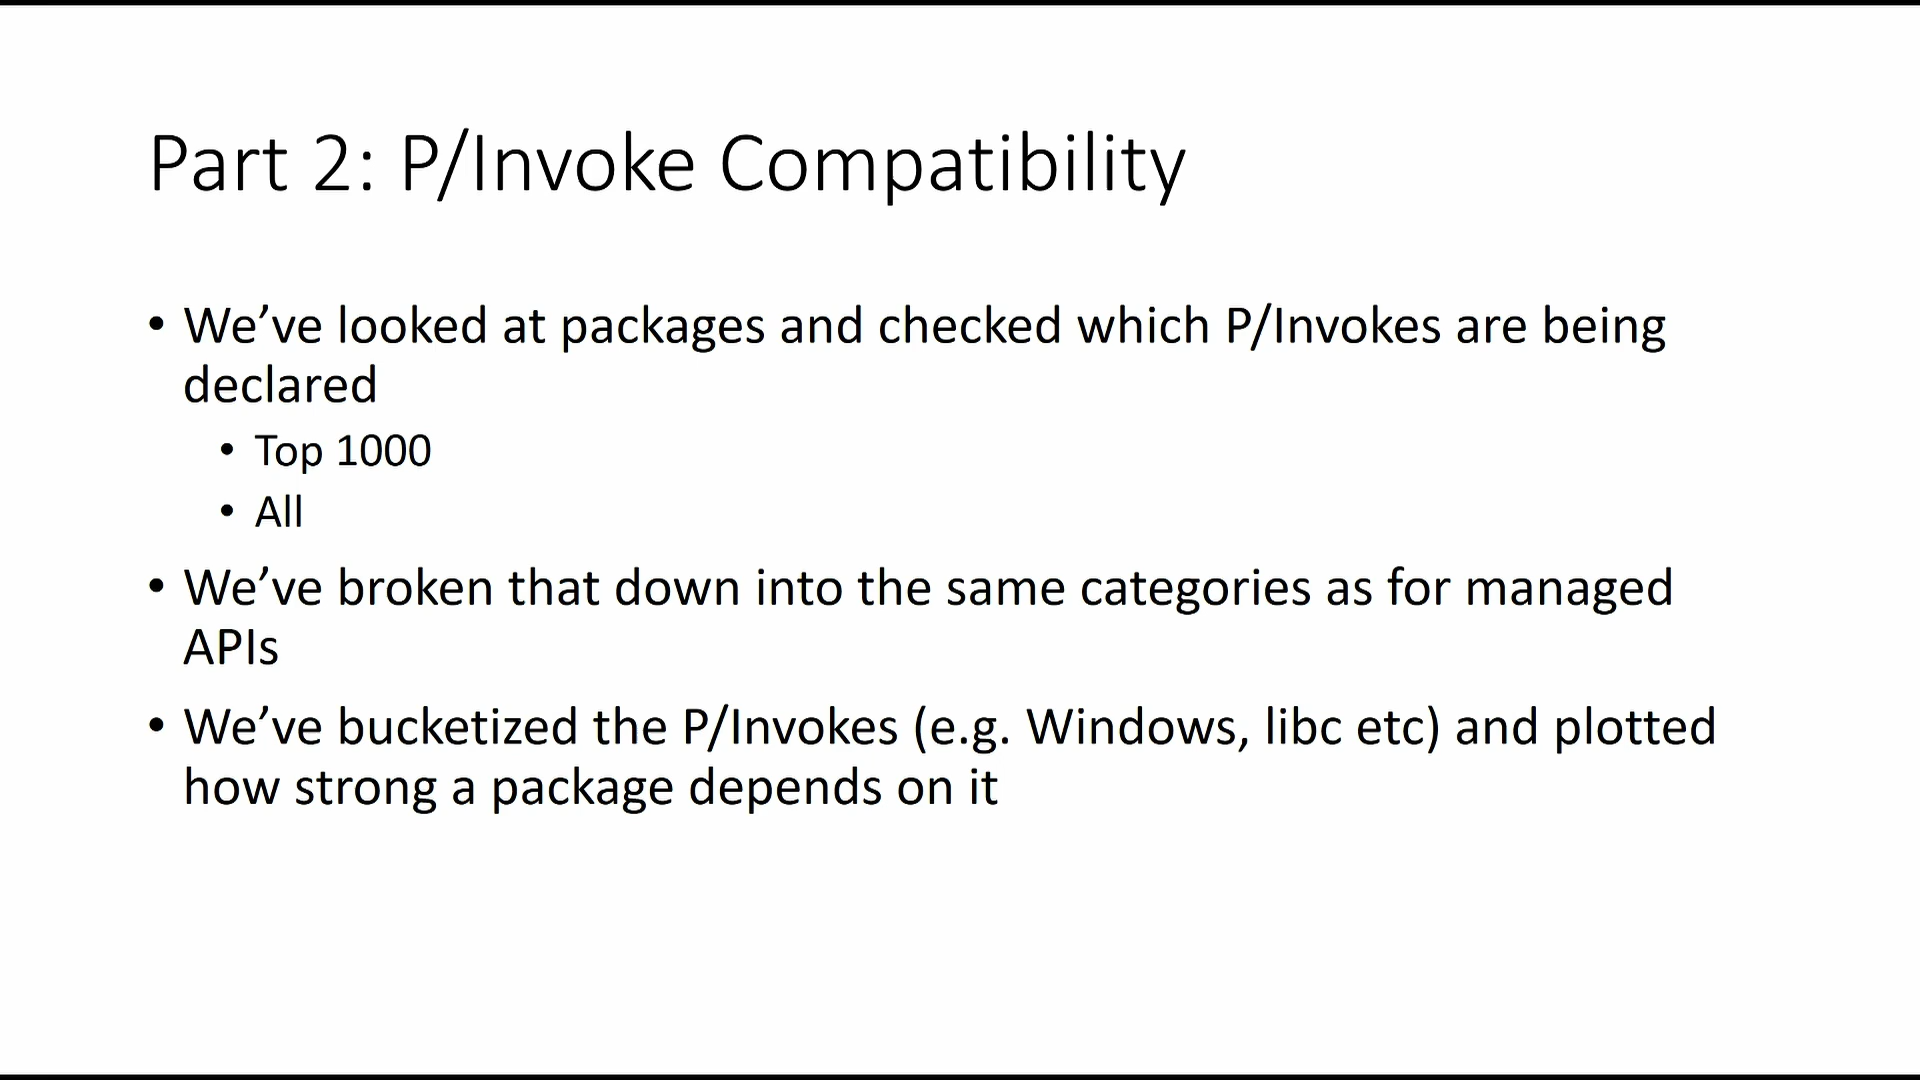 Part 2: P/Invoke Compatibility
• We’ve looked at packages and checked which P/Invokes are being
declared
• Top 1000
• All
• We’ve broken that down into the same categories as for managed
APIs
• We’ve bucketized the P/Invokes (e.g. Windows, libc etc) and plotted
how strong a package depends on it